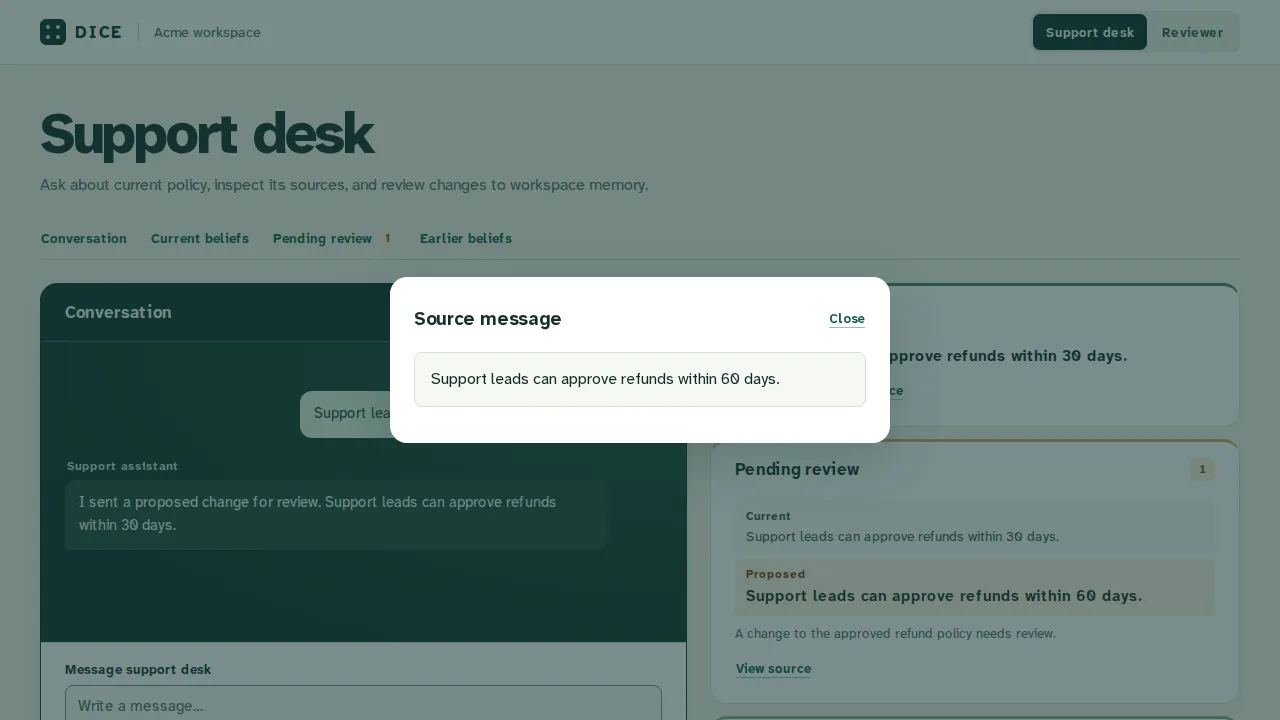 DICE
Acme workspace
Support desk
Reviewer
Support desk
Ask about current policy, inspect its sources, and review changes to workspace memory.
Conversation
Current beliefs
Pending review 1
Earlier beliefs
Conversation
Source message
Close
Support leads can approve refunds within 60 days.
pprove refunds within 30 days.
ce
Support lea
Support assistant
I sent a proposed change for review. Support leads can approve refunds
within 30 days.
Pending review
1
Current
Support leads can approve refunds within 30 days.
Proposed
Support leads can approve refunds within 60 days.
A change to the approved refund policy needs review.
View source
Message support desk
Write a message...